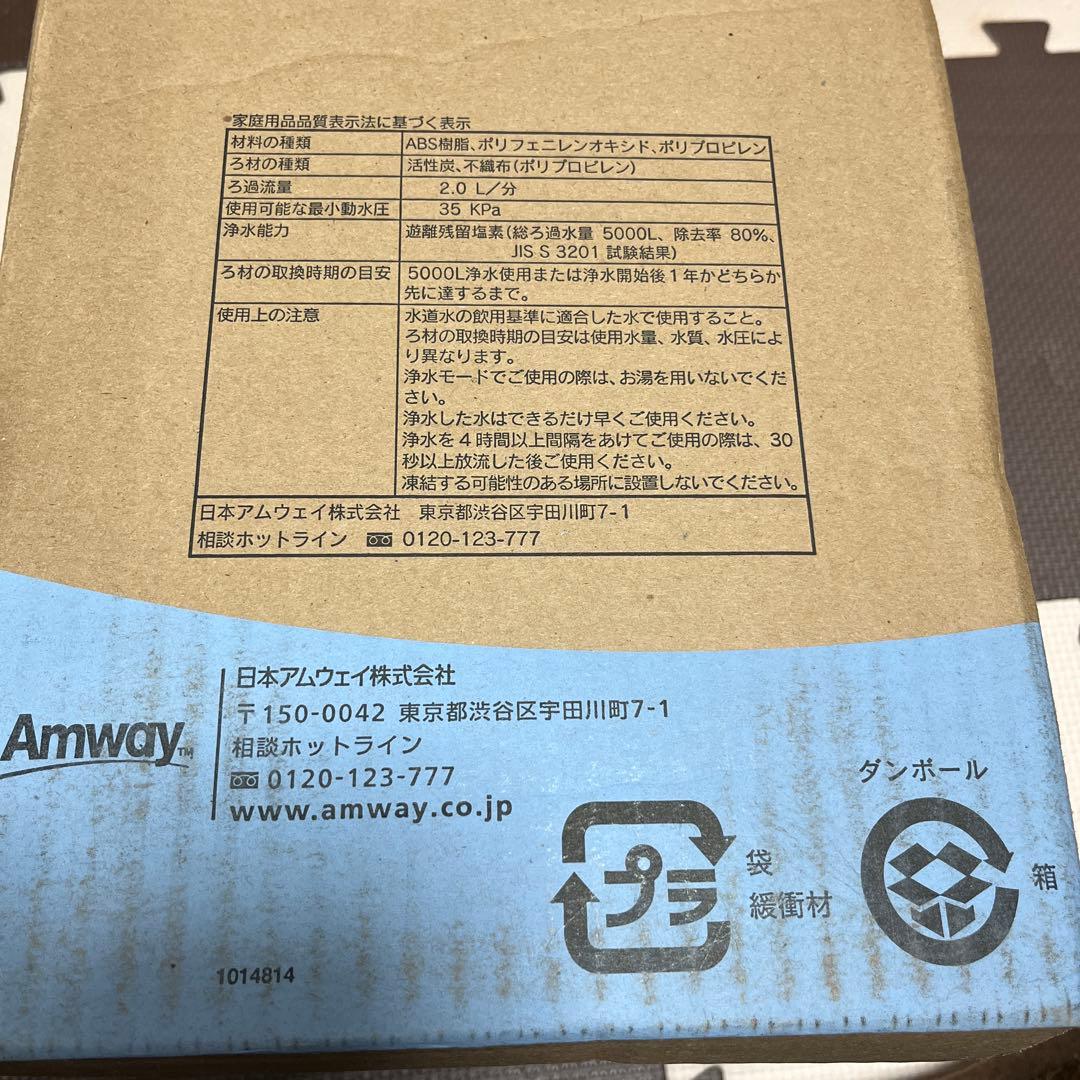 *家庭用品品質表示法に基づく表示
材料の種類 ABS樹脂、ポリフェニレンオキシド、ポリプロピレン
ろ材の種類 活性炭、不織布(ポリプロピレン)
ろ過流量 2.0 L/分
使用可能な最小動水圧 35 KPa
浄水能力 遊離残留塩素(総ろ過水量 5000L、除去率 80%、
JIS S 3201 試験結果)
ろ材の取換時期の目安 5000L浄水使用または浄水開始後1年かどちらか
先に達するまで。
使用上の注意 水道水の飲用基準に適合した水で使用すること。
ろ材の取換時期の目安は使用水量、水質、水圧によ
り異なります。
浄水モードでご使用の際は、お湯を用いないでくだ
さい。
浄水した水はできるだけ早くご使用ください。
浄水を4時間以上間隔をあけてご使用の際は、30
秒以上放流した後ご使用ください。
凍結する可能性のある場所に設置しないでください。
日本アムウェイ株式会社 東京都渋谷区宇田川町7-1
相談ホットライン 0120-123-777
Amway™
日本アムウェイ株式会社
〒150-0042 東京都渋谷区宇田川町7-1
相談ホットライン
0120-123-777
www.amway.co.jp
プラ
袋
緩衝材
ダンボール
箱
1014814